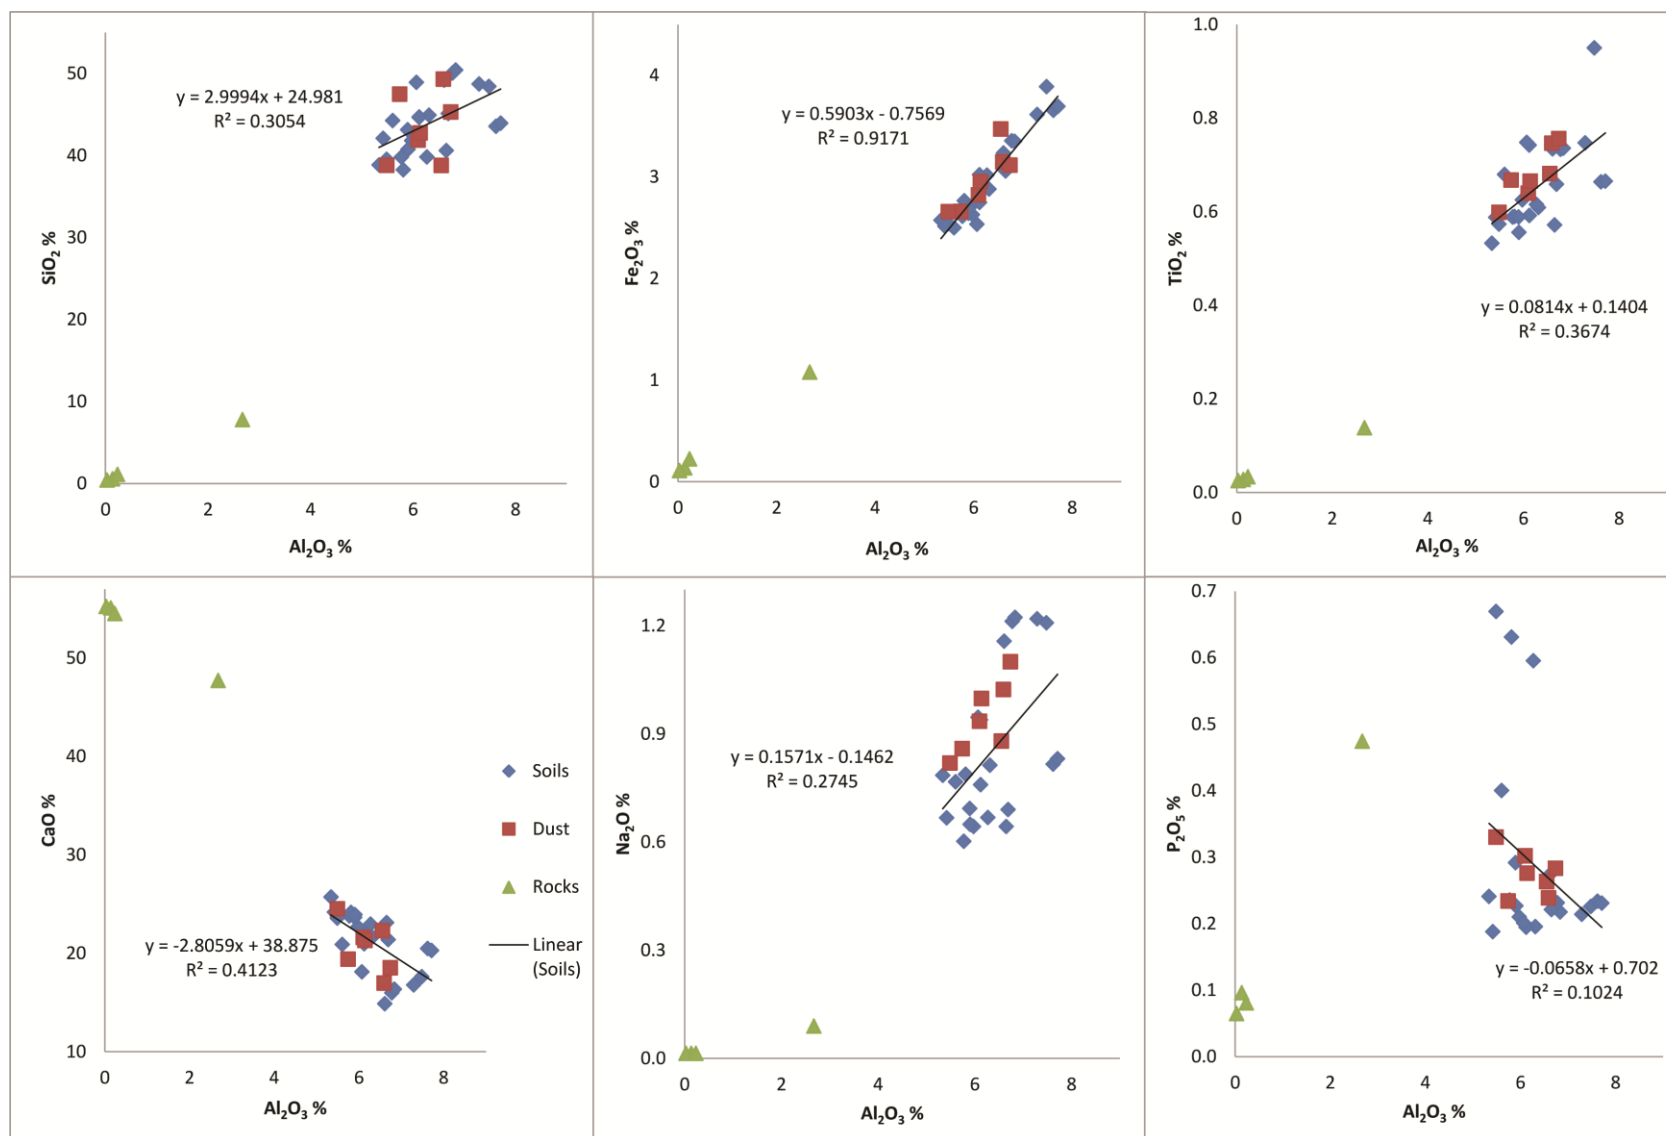 50
40
30
20
10
0
0 2 4 6 8
SiO₂ %
Al₂O₃ %
y = 2.9994x + 24.981
R² = 0.3054
4
3
2
1
0
0 2 4 6 8
Fe₂O₃ %
Al₂O₃ %
y = 0.5903x - 0.7569
R² = 0.9171
1.0
0.8
0.6
0.4
0.2
0.0
0 2 4 6 8
TiO₂ %
Al₂O₃ %
y = 0.0814x + 0.1404
R² = 0.3674
50
40
30
20
10
0 2 4 6 8
CaO %
Al₂O₃ %
y = -2.8059x + 38.875
R² = 0.4123
Soils
Dust
Rocks
Linear
(Soils)
1.2
0.9
0.6
0.3
0.0
0 2 4 6 8
Na₂O %
Al₂O₃ %
y = 0.1571x - 0.1462
R² = 0.2745
0.7
0.6
0.5
0.4
0.3
0.2
0.1
0.0
0 2 4 6 8
P₂O₅ %
Al₂O₃ %
y = -0.0658x + 0.702
R² = 0.1024